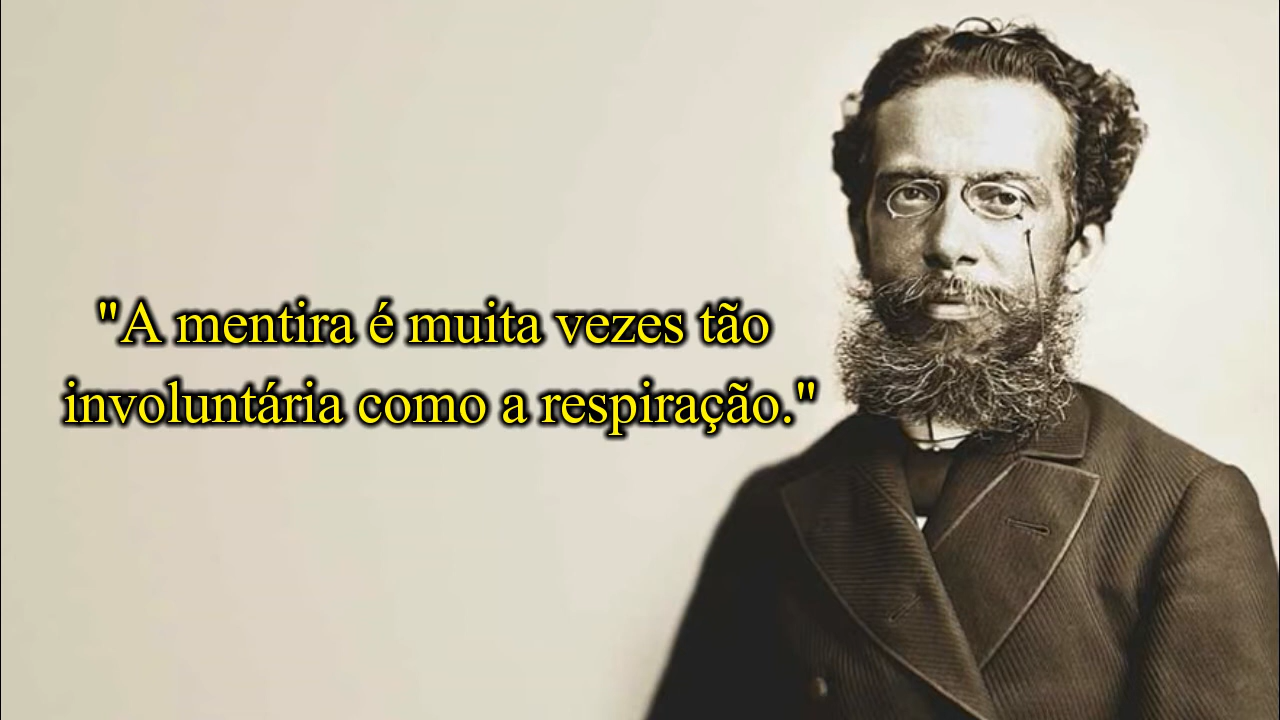 "A mentira é muita vezes tão
involuntária como a respiração."